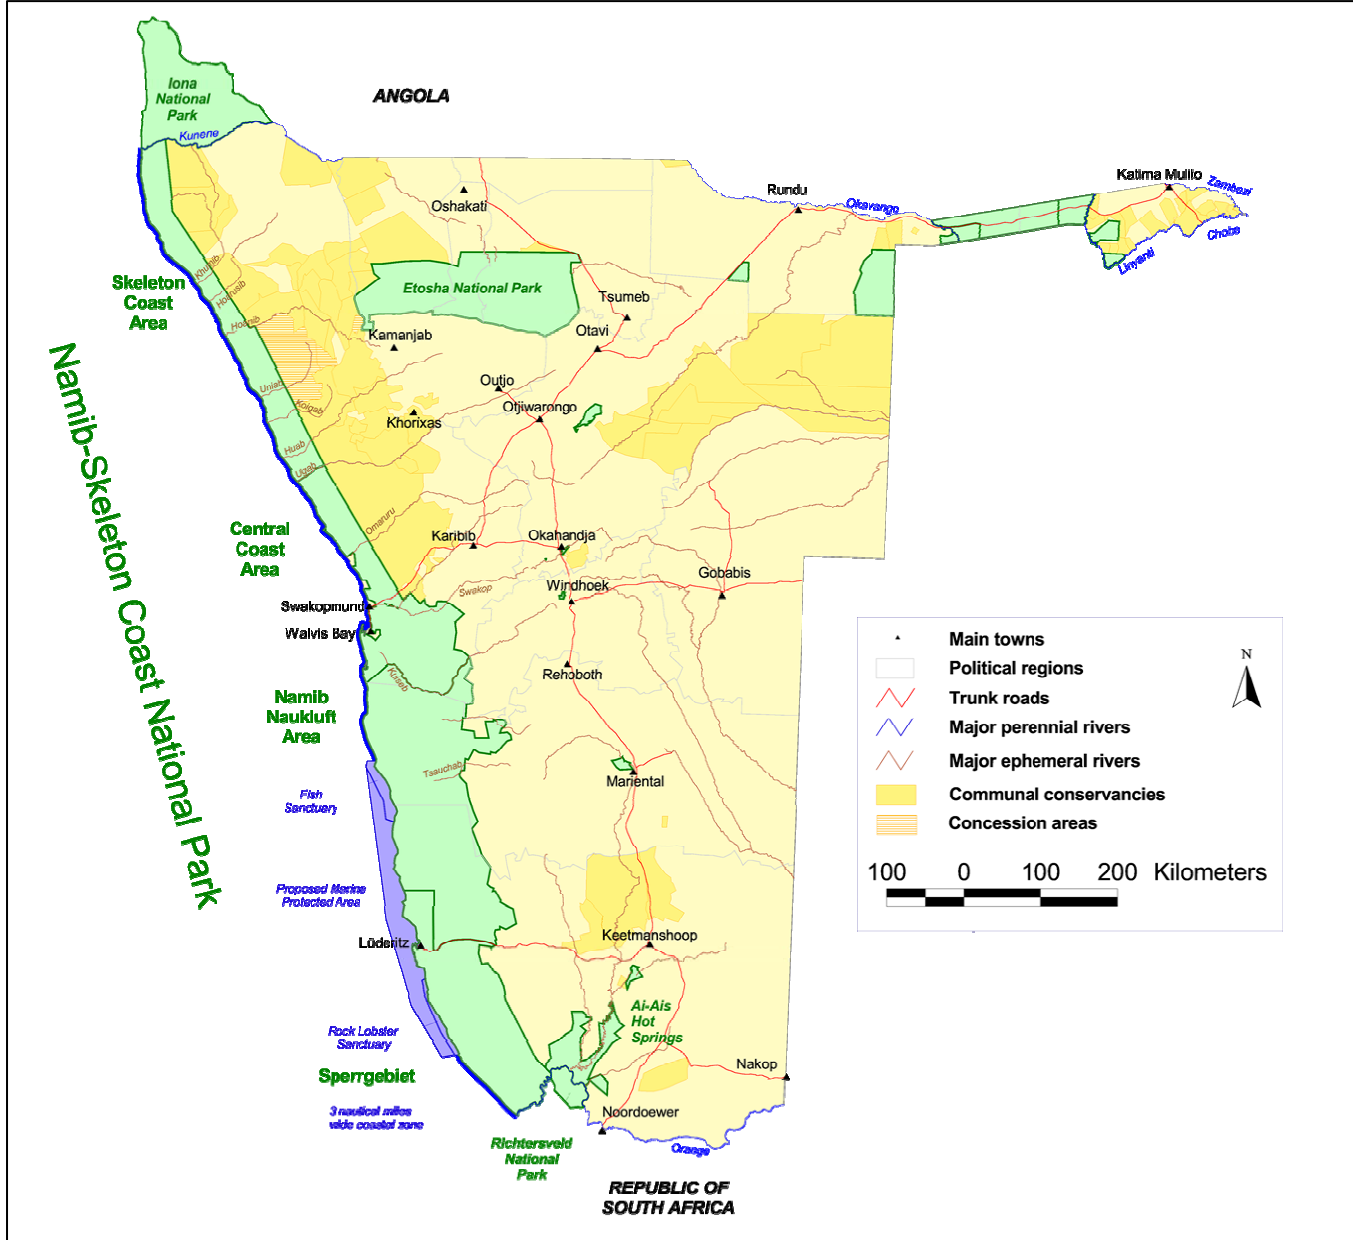 Iona
National
Park
ANGOLA
Kunene
Katima Mulilo
Zambezi
Rundu
Okavango
Oshakati
Chobe
Linyanti
Khumib
Skeleton
Coast
Area
Hoarusib
Etosha National Park
Tsumeb
Hoanib
Otavi
Kamanjab
Outjo
Uniab
Koigab
Otjiwarongo
Khorixas
Namib-Skeleton Coast National Park
Huab
Ugab
Omaruru
Central
Coast
Area
Karibib
Okahandja
Gobabis
Windhoek
Swakop
Swakopmund
Walvis Bay
Rehoboth
Kuiseb
Namib
Naukluft
Area
Tsauchab
Mariental
Fish
Sanctuary
Proposed Marine
Protected Area
Lüderitz
Keetmanshoop
Ai-Ais
Hot
Springs
Rock Lobster
Sanctuary
Nakop
Sperrgebiet
3 nautical miles
wide coastal zone
Noordoewer
Richtersveld
National
Park
Orange
REPUBLIC OF
SOUTH AFRICA
Main towns
Political regions
Trunk roads
Major perennial rivers
Major ephemeral rivers
Communal conservancies
Concession areas
N
100 0 100 200 Kilometers